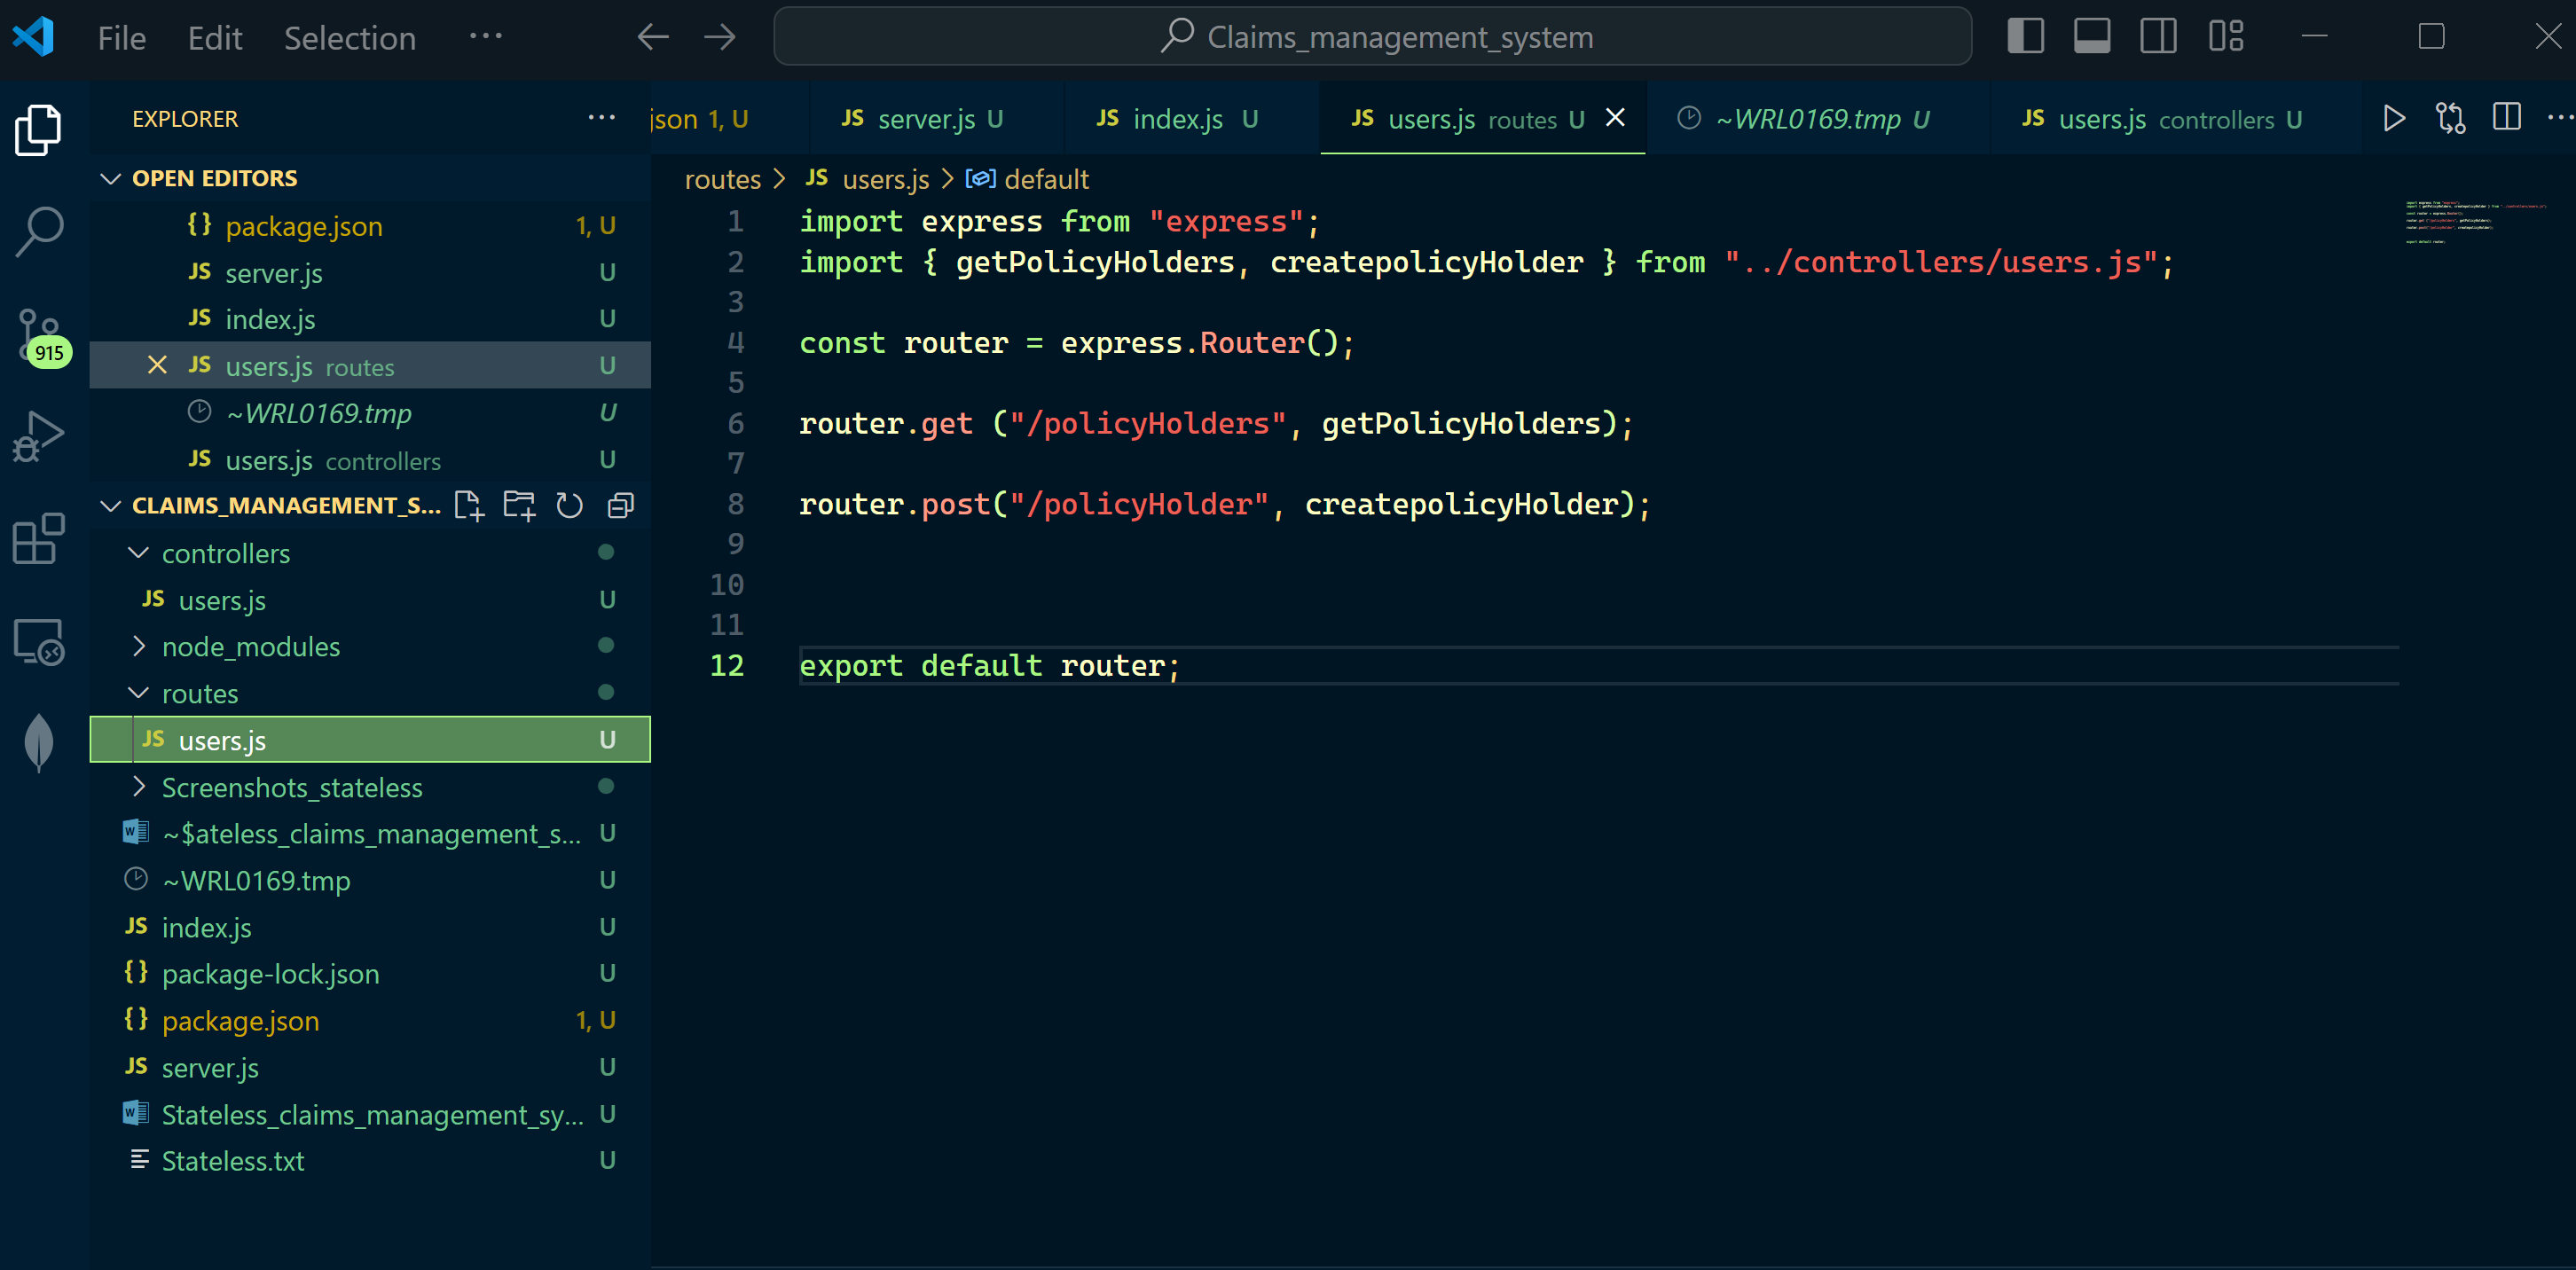 File Edit Selection ··· Claims_management_system
EXPLORER ···
json 1, U JS server.js U JS index.js U JS users.js routes U ~WRL0169.tmp U JS users.js controllers U ···
OPEN EDITORS
{} package.json 1, U
JS server.js U
JS index.js U
JS users.js routes U
~WRL0169.tmp U
JS users.js controllers U
CLAIMS_MANAGEMENT_S...
controllers
JS users.js U
node_modules
routes
JS users.js U
Screenshots_stateless
~$ateless_claims_management_s... U
~WRL0169.tmp U
JS index.js U
{} package-lock.json U
{} package.json 1, U
JS server.js U
Stateless_claims_management_sy... U
Stateless.txt U
915
routes > JS users.js > default
1 import express from "express";
2 import { getPolicyHolders, createpolicyHolder } from "../controllers/users.js";
3
4 const router = express.Router();
5
6 router.get ("/policyHolders", getPolicyHolders);
7
8 router.post("/policyHolder", createpolicyHolder);
9
10
11
12 export default router;